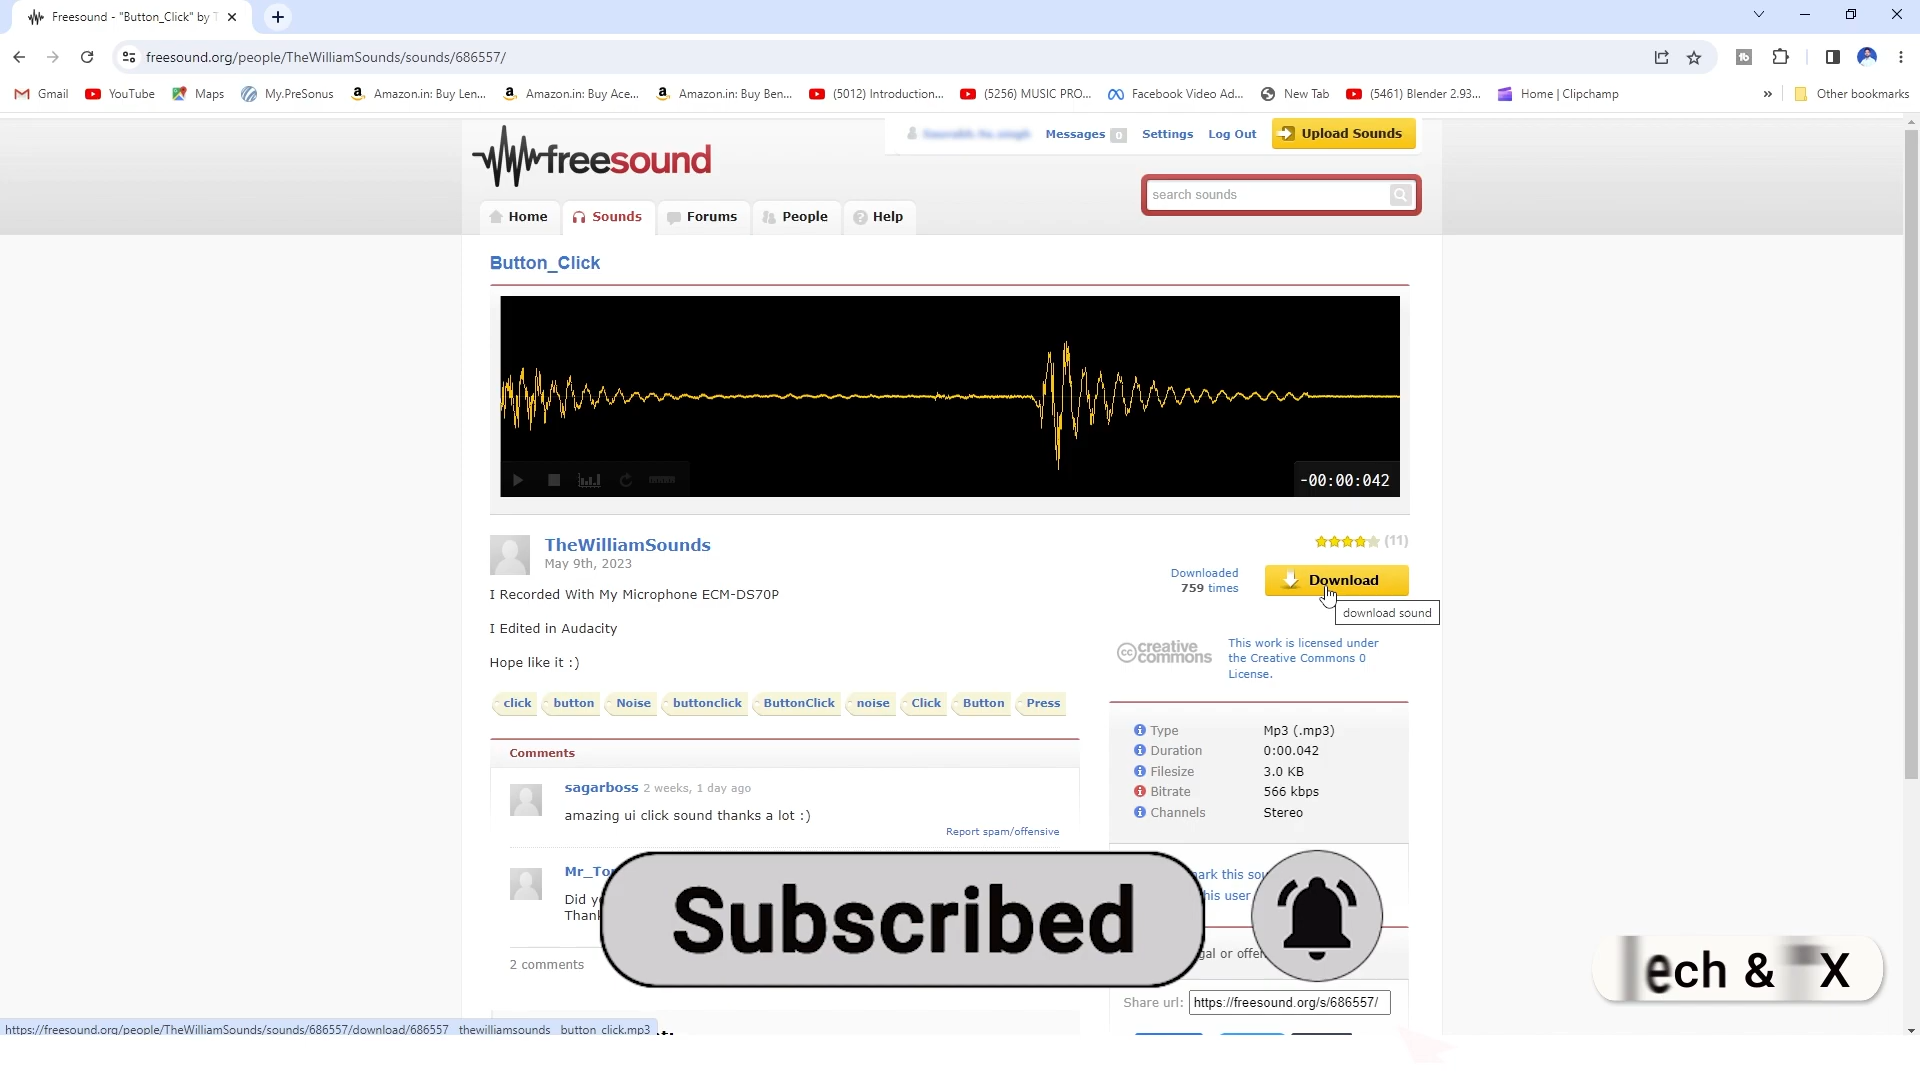 Freesound - "Button_Click" by T
freesound.org/people/TheWilliamSounds/sounds/686557/
Gmail YouTube Maps My.PreSonus Amazon.in: Buy Len... Amazon.in: Buy Ace... Amazon.in: Buy Ben... (5012) Introduction... (5256) MUSIC PRO... Facebook Video Ad... New Tab (5461) Blender 2.93... Home | Clipchamp » Other bookmarks
Messages 0 Settings Log Out Upload Sounds
freesound
search sounds
Home Sounds Forums People Help
Button_Click
-00:00:042
TheWilliamSounds
May 9th, 2023
(11)
Downloaded
759 times
Download
download sound
I Recorded With My Microphone ECM-DS70P
I Edited in Audacity
Hope like it :)
cc creative commons
This work is licensed under
the Creative Commons 0
License.
click button Noise buttonclick ButtonClick noise Click Button Press
Type Mp3 (.mp3)
Duration 0:00.042
Filesize 3.0 KB
Bitrate 566 kbps
Channels Stereo
Comments
sagarboss 2 weeks, 1 day ago
amazing ui click sound thanks a lot :)
Report spam/offensive
Subscribed
2 comments
Share url: https://freesound.org/s/686557/
ech & X
https://freesound.org/people/TheWilliamSounds/sounds/686557/download/686557__thewilliamsounds__button_click.mp3